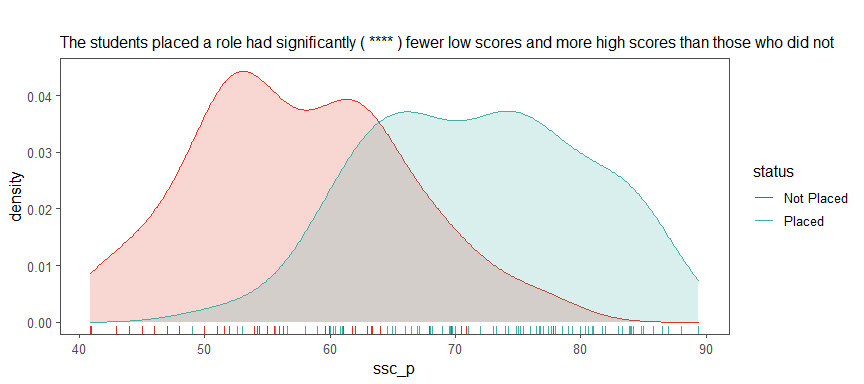 The students placed a role had significantly ( **** ) fewer low scores and more high scores than those who did not
density
0.04
0.03
0.02
0.01
0.00
40 50 60 70 80 90
ssc_p
status
Not Placed
Placed